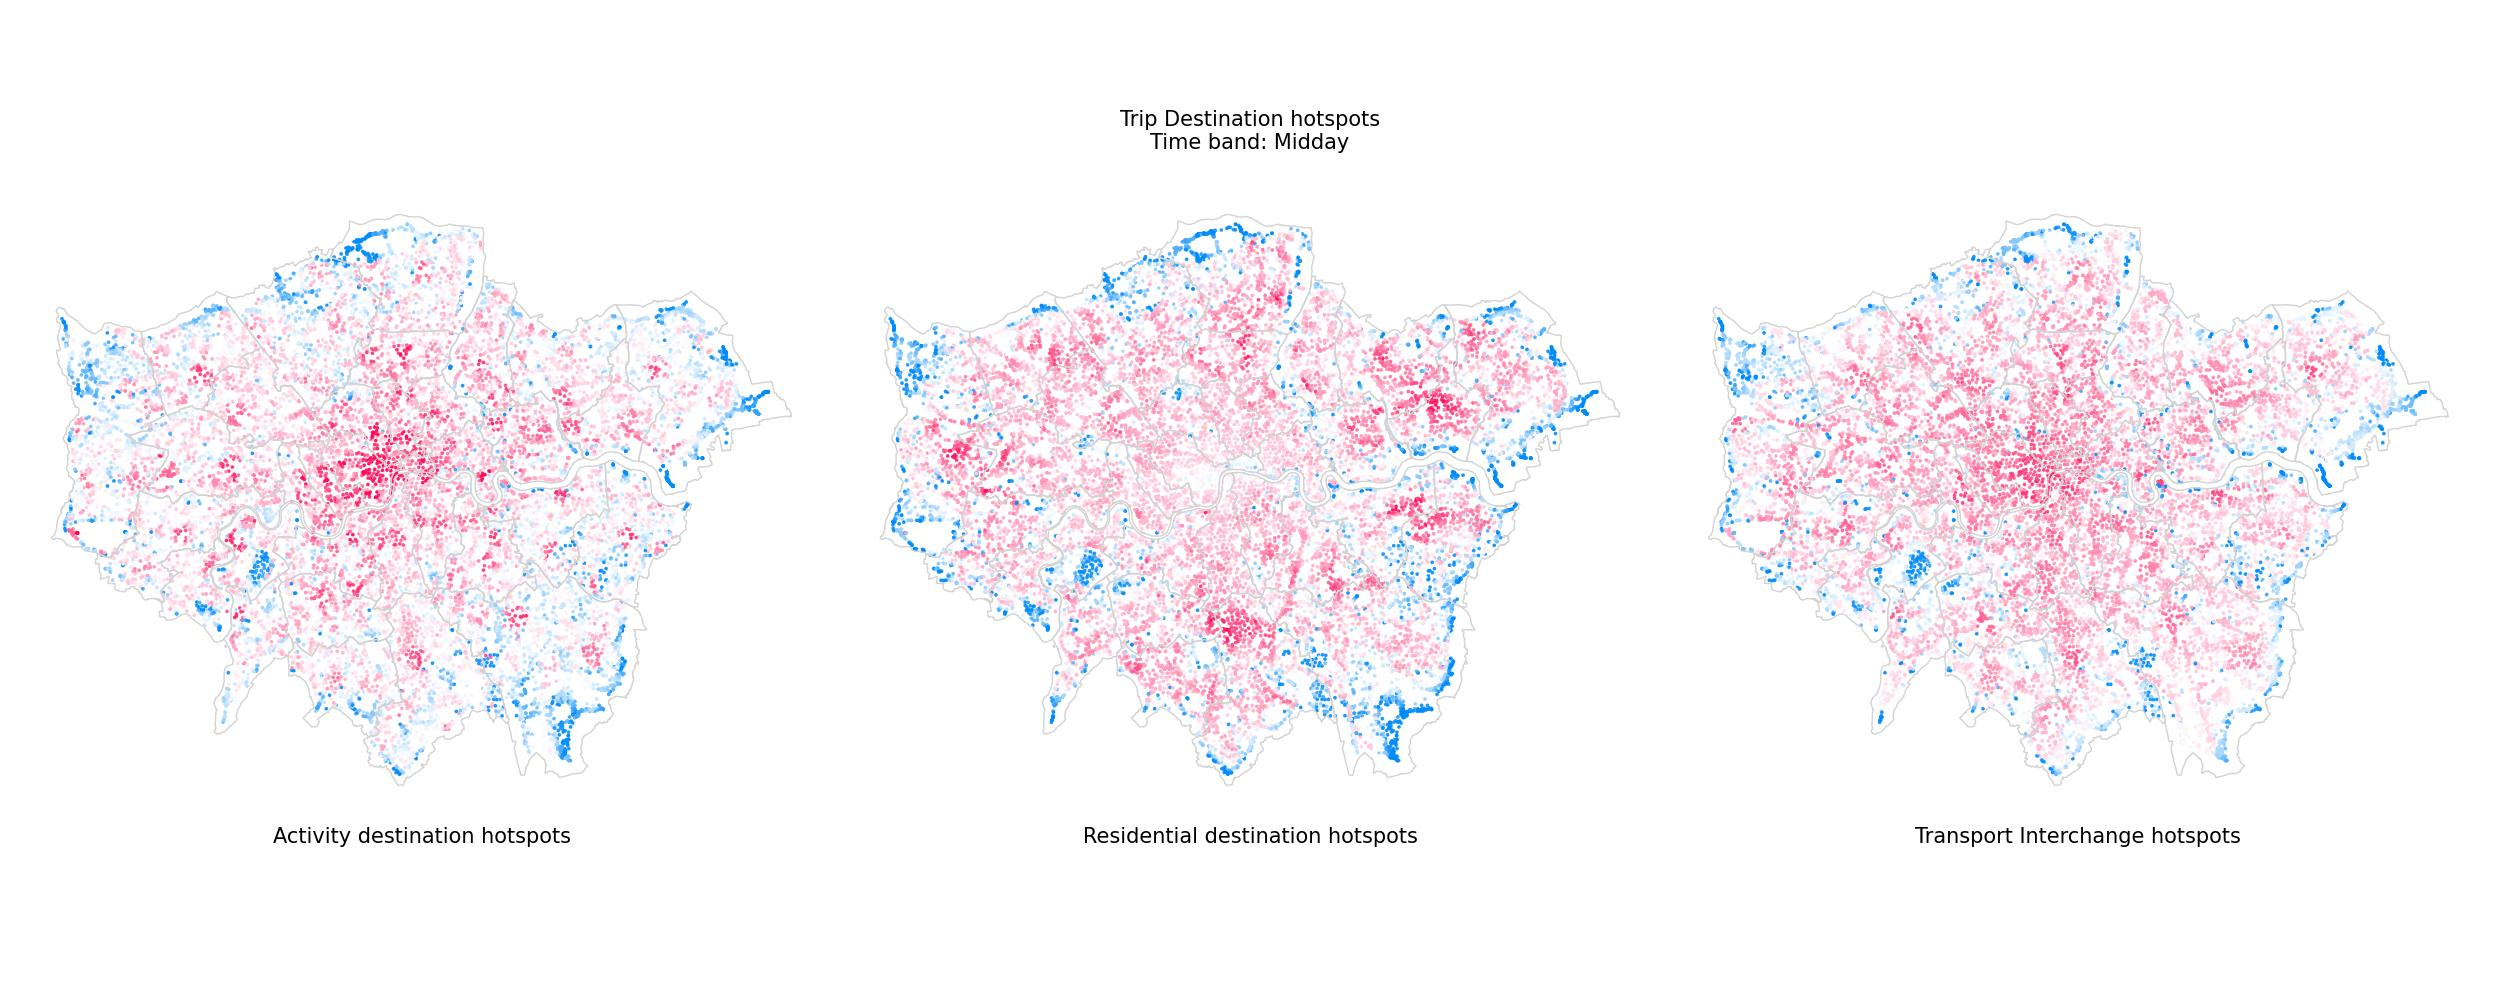 Trip Destination hotspots
Time band: Midday
Activity destination hotspots
Residential destination hotspots
Transport Interchange hotspots